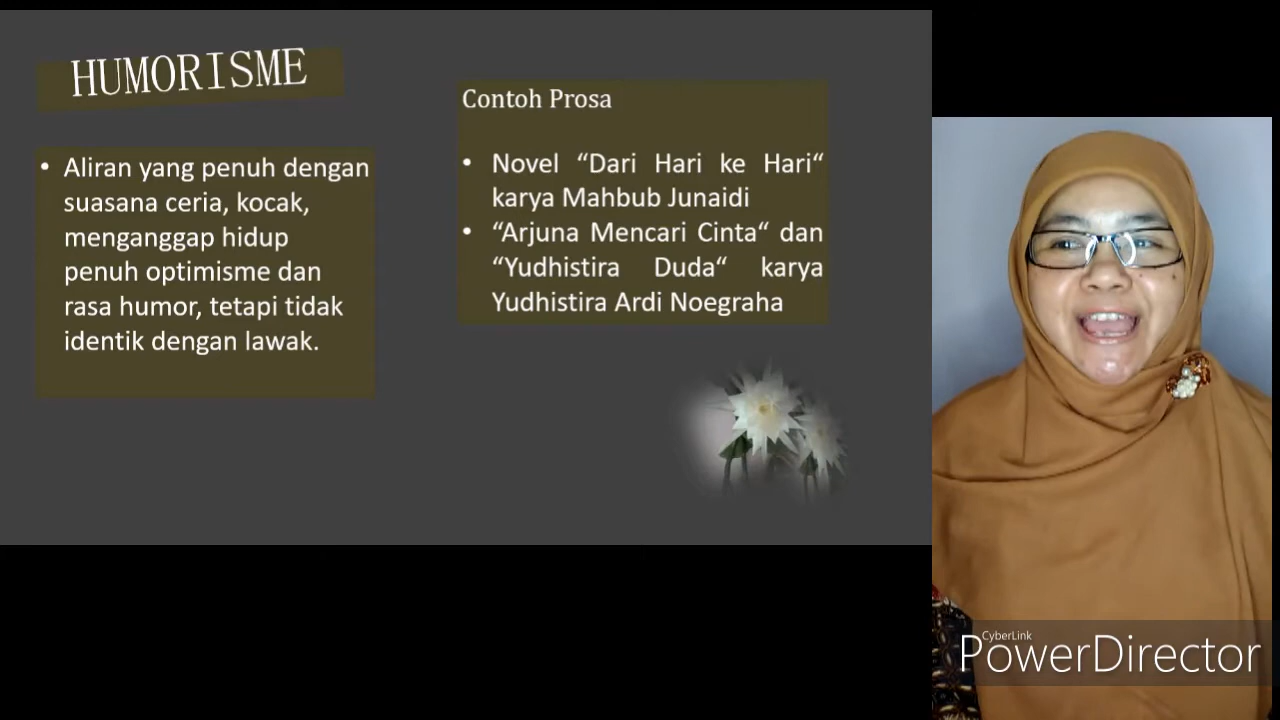 HUMORISME
• Aliran yang penuh dengan
suasana ceria, kocak,
menganggap hidup
penuh optimisme dan
rasa humor, tetapi tidak
identik dengan lawak.
Contoh Prosa
• Novel “Dari Hari ke Hari“
karya Mahbub Junaidi
• “Arjuna Mencari Cinta“ dan
“Yudhistira Duda“ karya
Yudhistira Ardi Noegraha
CyberLink
PowerDirector